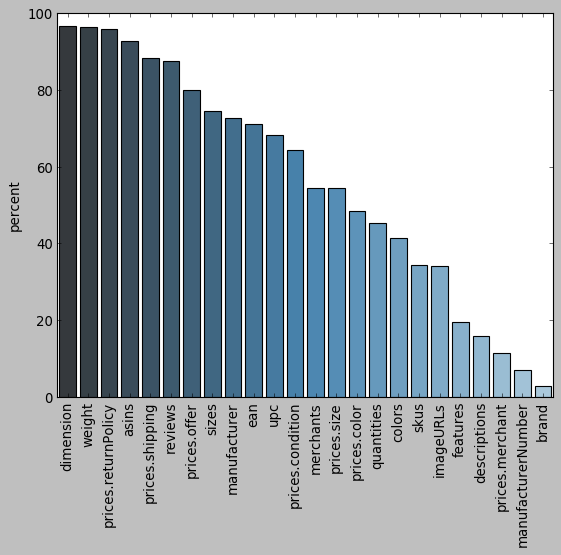 100
80
60
40
20
0
percent
dimension
weight
prices.returnPolicy
asins
prices.shipping
reviews
prices.offer
sizes
manufacturer
ean
upc
prices.condition
merchants
prices.size
prices.color
quantities
colors
skus
imageURLs
features
descriptions
prices.merchant
manufacturerNumber
brand